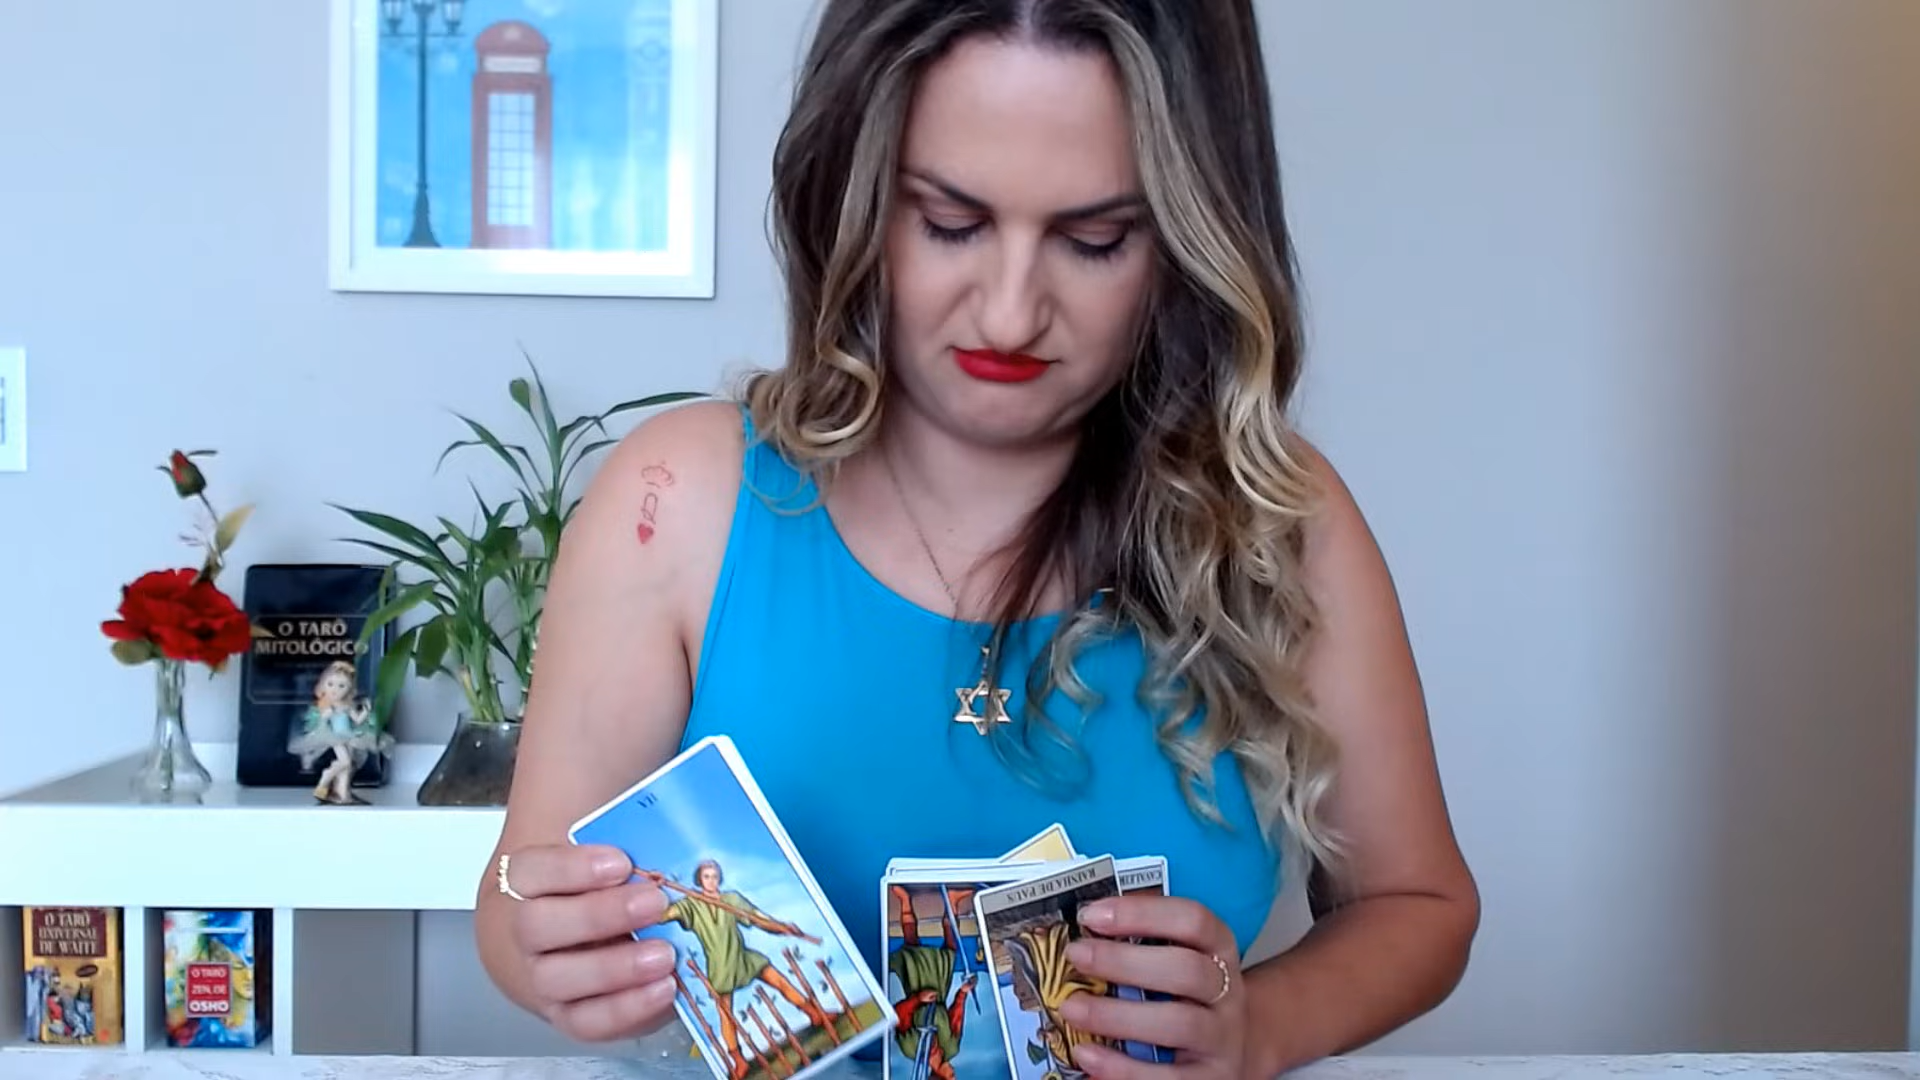 O TARÔ
MITOLÓGICO
VII
RAINHA DE PAUS
O TARÔ
UNIVERSAL
DE WAITE
O TARÔ
ZEN, DE
OSHO